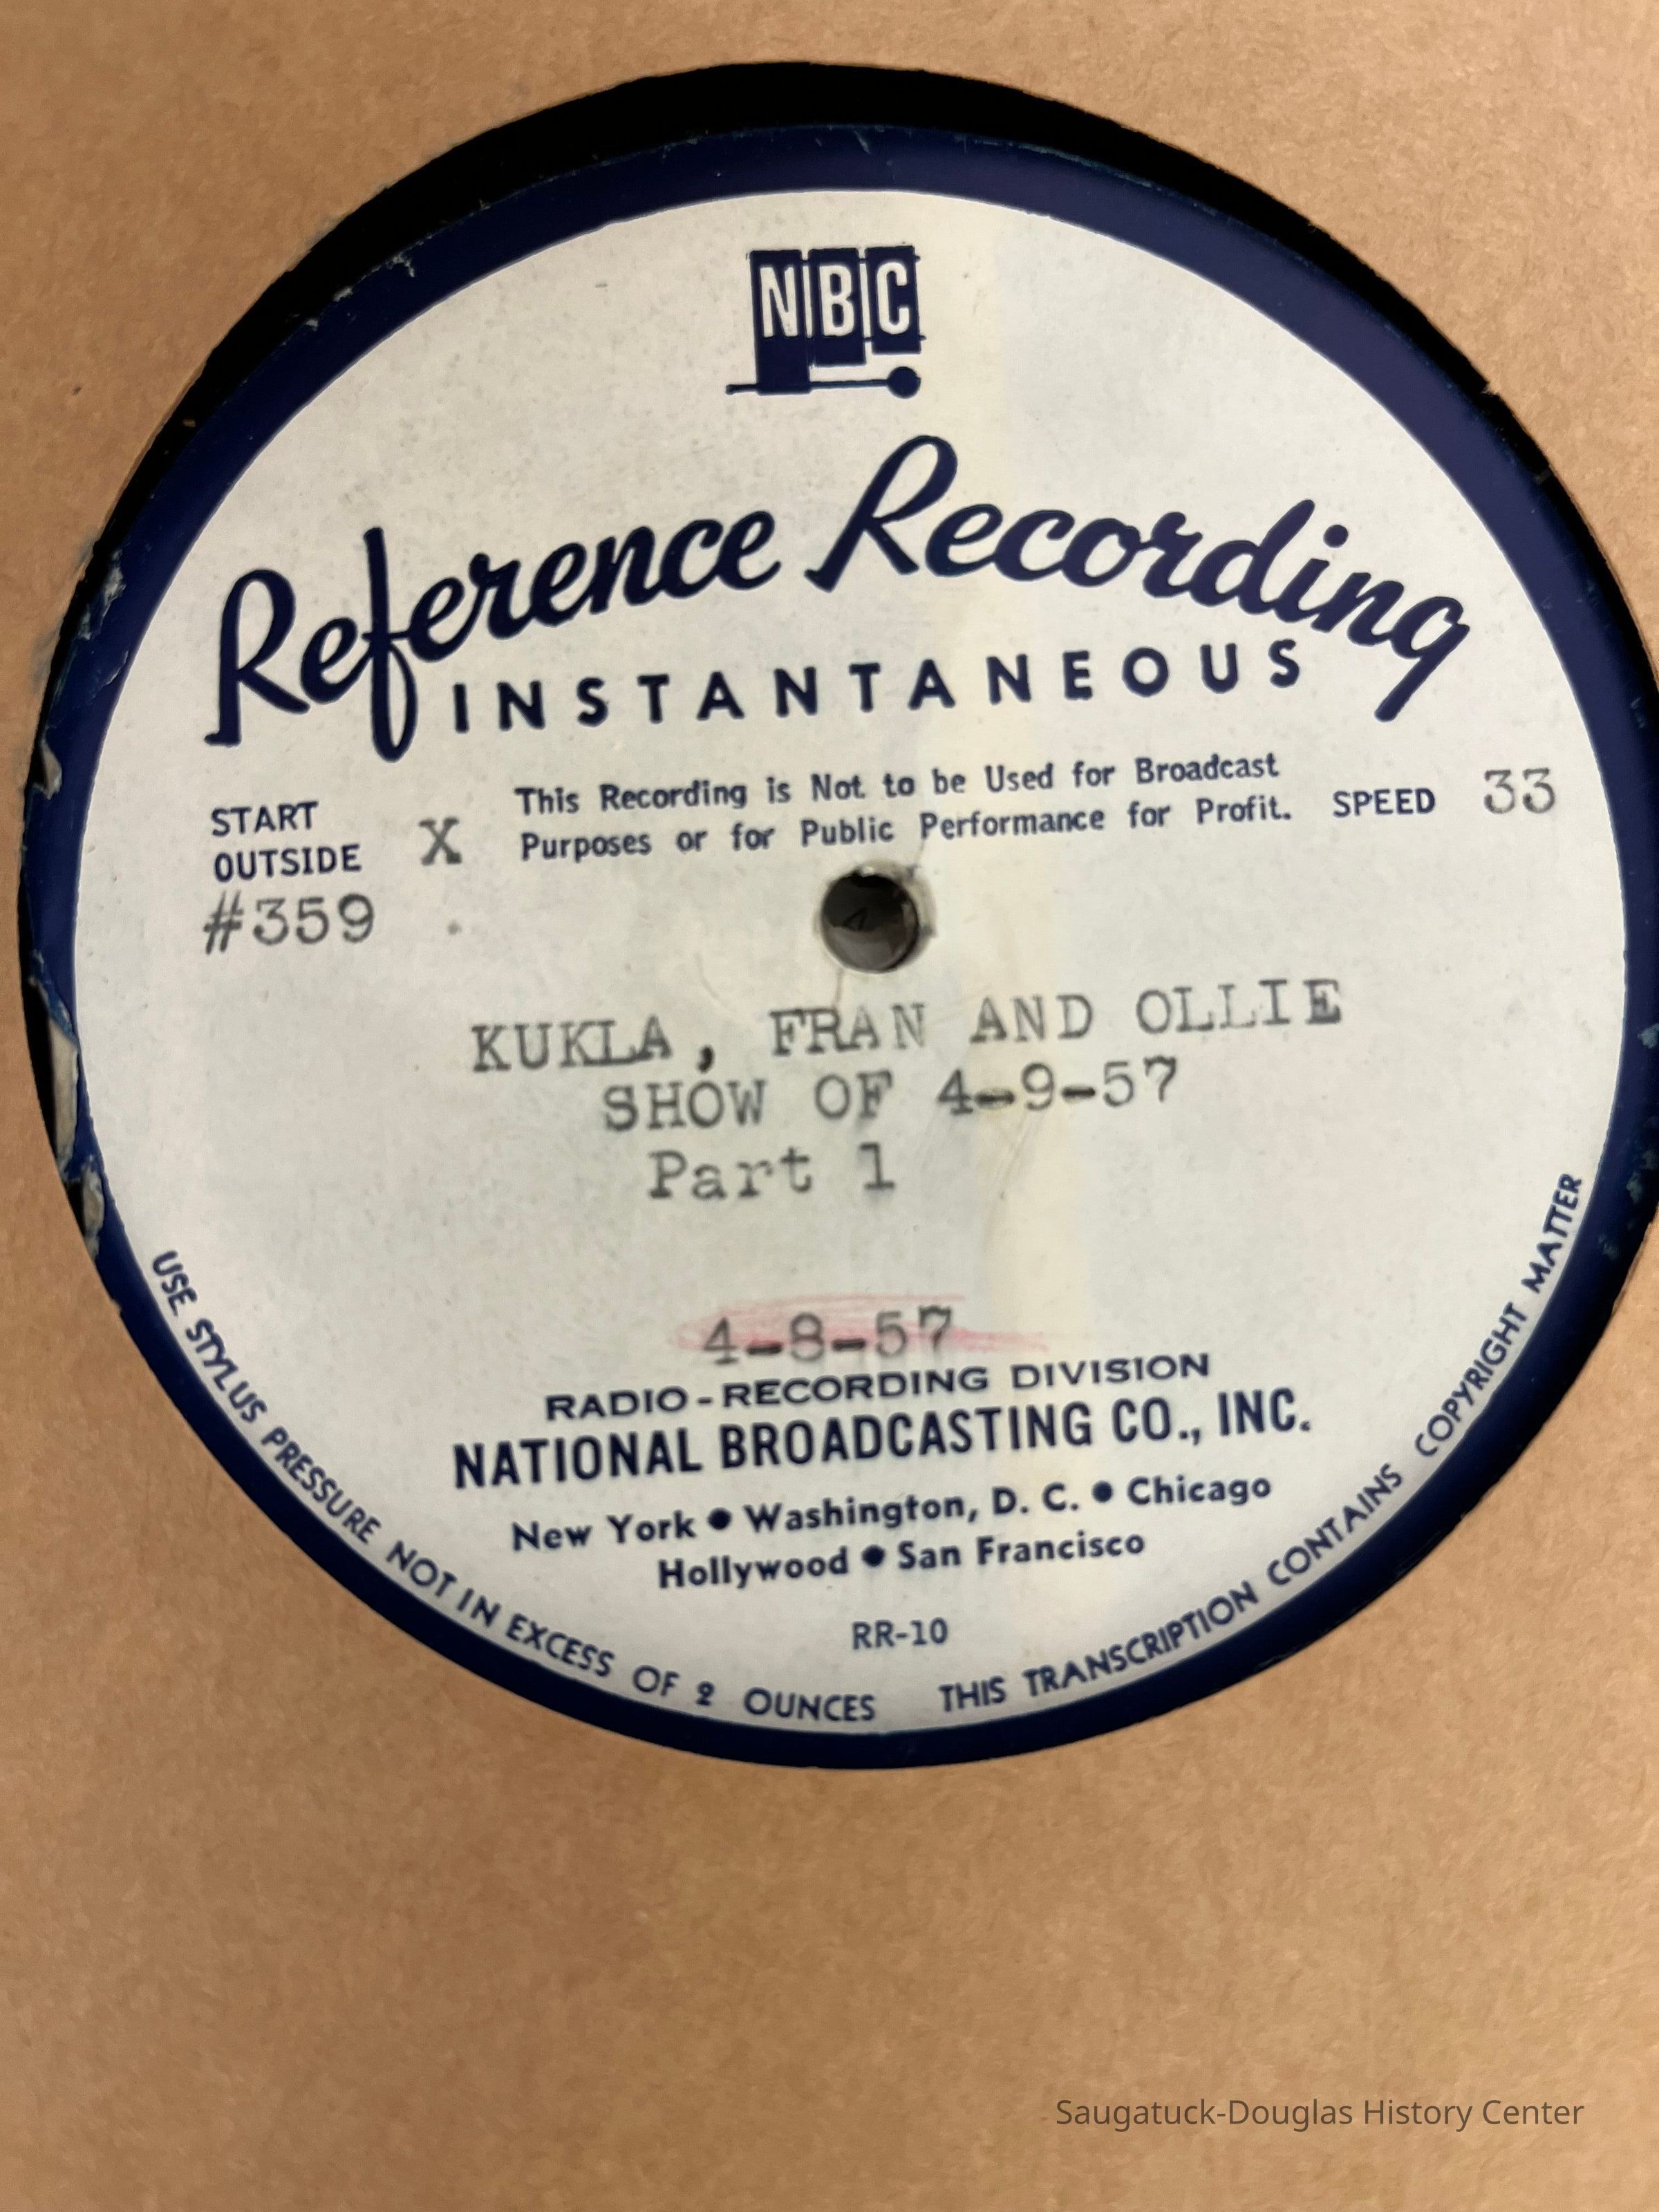 NBC
Reference Recording
INSTANTANEOUS
This Recording is Not to be Used for Broadcast
Purposes or for Public Performance for Profit.
START
OUTSIDE X
SPEED 33
#359
KUKLA, FRAN AND OLLIE
SHOW OF 4-9-57
Part 1
4-8-57
RADIO-RECORDING DIVISION
NATIONAL BROADCASTING CO., INC.
New York ● Washington, D. C. ● Chicago
Hollywood ● San Francisco
RR-10
USE STYLUS PRESSURE NOT IN EXCESS OF 2 OUNCES
THIS TRANSCRIPTION CONTAINS COPYRIGHT MATTER
Saugatuck-Douglas History Center